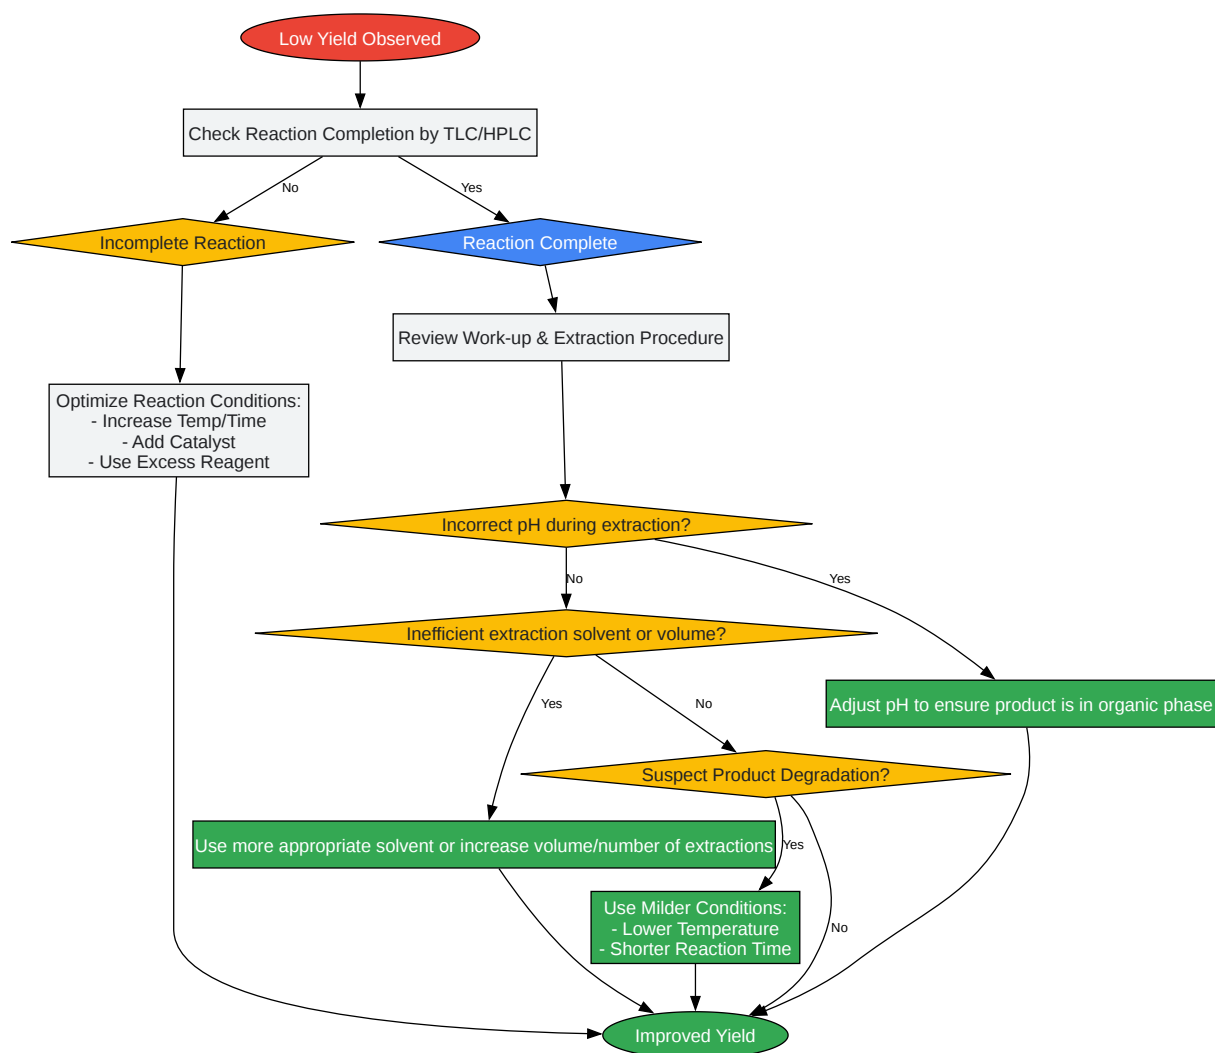 Low Yield Observed
Check Reaction Completion by TLC/HPLC
No
Yes
Incomplete Reaction
Reaction Complete
Review Work-up & Extraction Procedure
Optimize Reaction Conditions:
- Increase Temp/Time
- Add Catalyst
- Use Excess Reagent
Incorrect pH during extraction?
No
Yes
Inefficient extraction solvent or volume?
Yes
No
Adjust pH to ensure product is in organic phase
Suspect Product Degradation?
Use more appropriate solvent or increase volume/number of extractions
Yes
Use Milder Conditions:
- Lower Temperature
- Shorter Reaction Time
No
Improved Yield